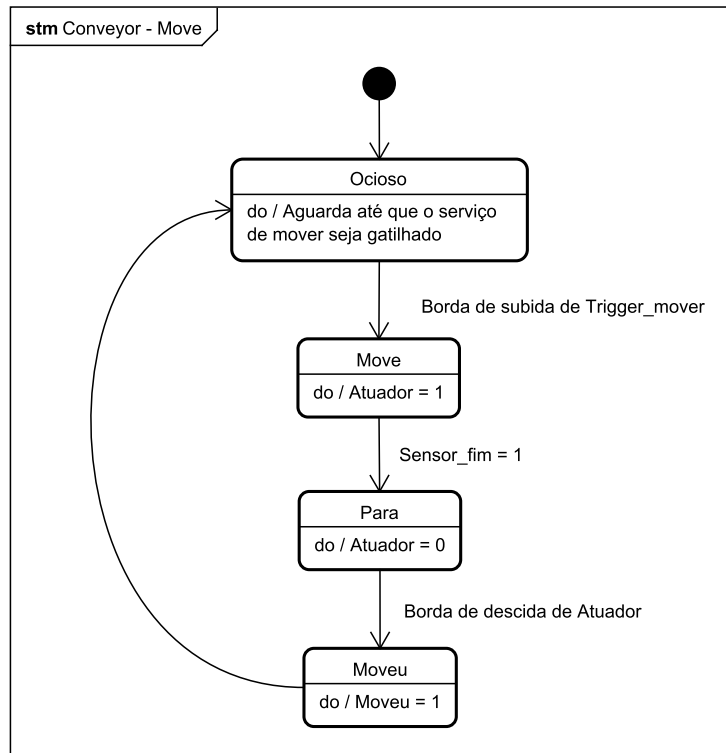 stm Conveyor - Move
Ocioso
do / Aguarda até que o serviço
de mover seja gatilhado
Borda de subida de Trigger_mover
Move
do / Atuador = 1
Sensor_fim = 1
Para
do / Atuador = 0
Borda de descida de Atuador
Moveu
do / Moveu = 1